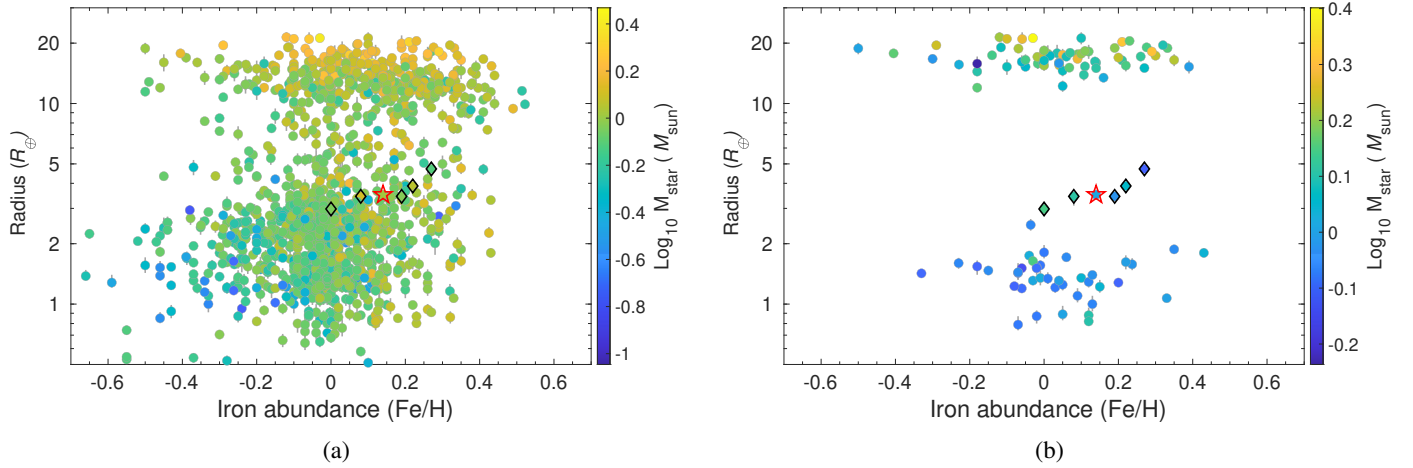 20
10
5
2
1
-0.6 -0.4 -0.2 0 0.2 0.4 0.6
Iron abundance (Fe/H)
Radius (R⊕)
0.4
0.2
0
-0.2
-0.4
-0.6
-0.8
-1
Log10 Mstar ( Msun)
(a)
20
10
5
2
1
-0.6 -0.4 -0.2 0 0.2 0.4 0.6
Iron abundance (Fe/H)
Radius (R⊕)
0.4
0.3
0.2
0.1
0
-0.1
-0.2
Log10 Mstar ( Msun)
(b)